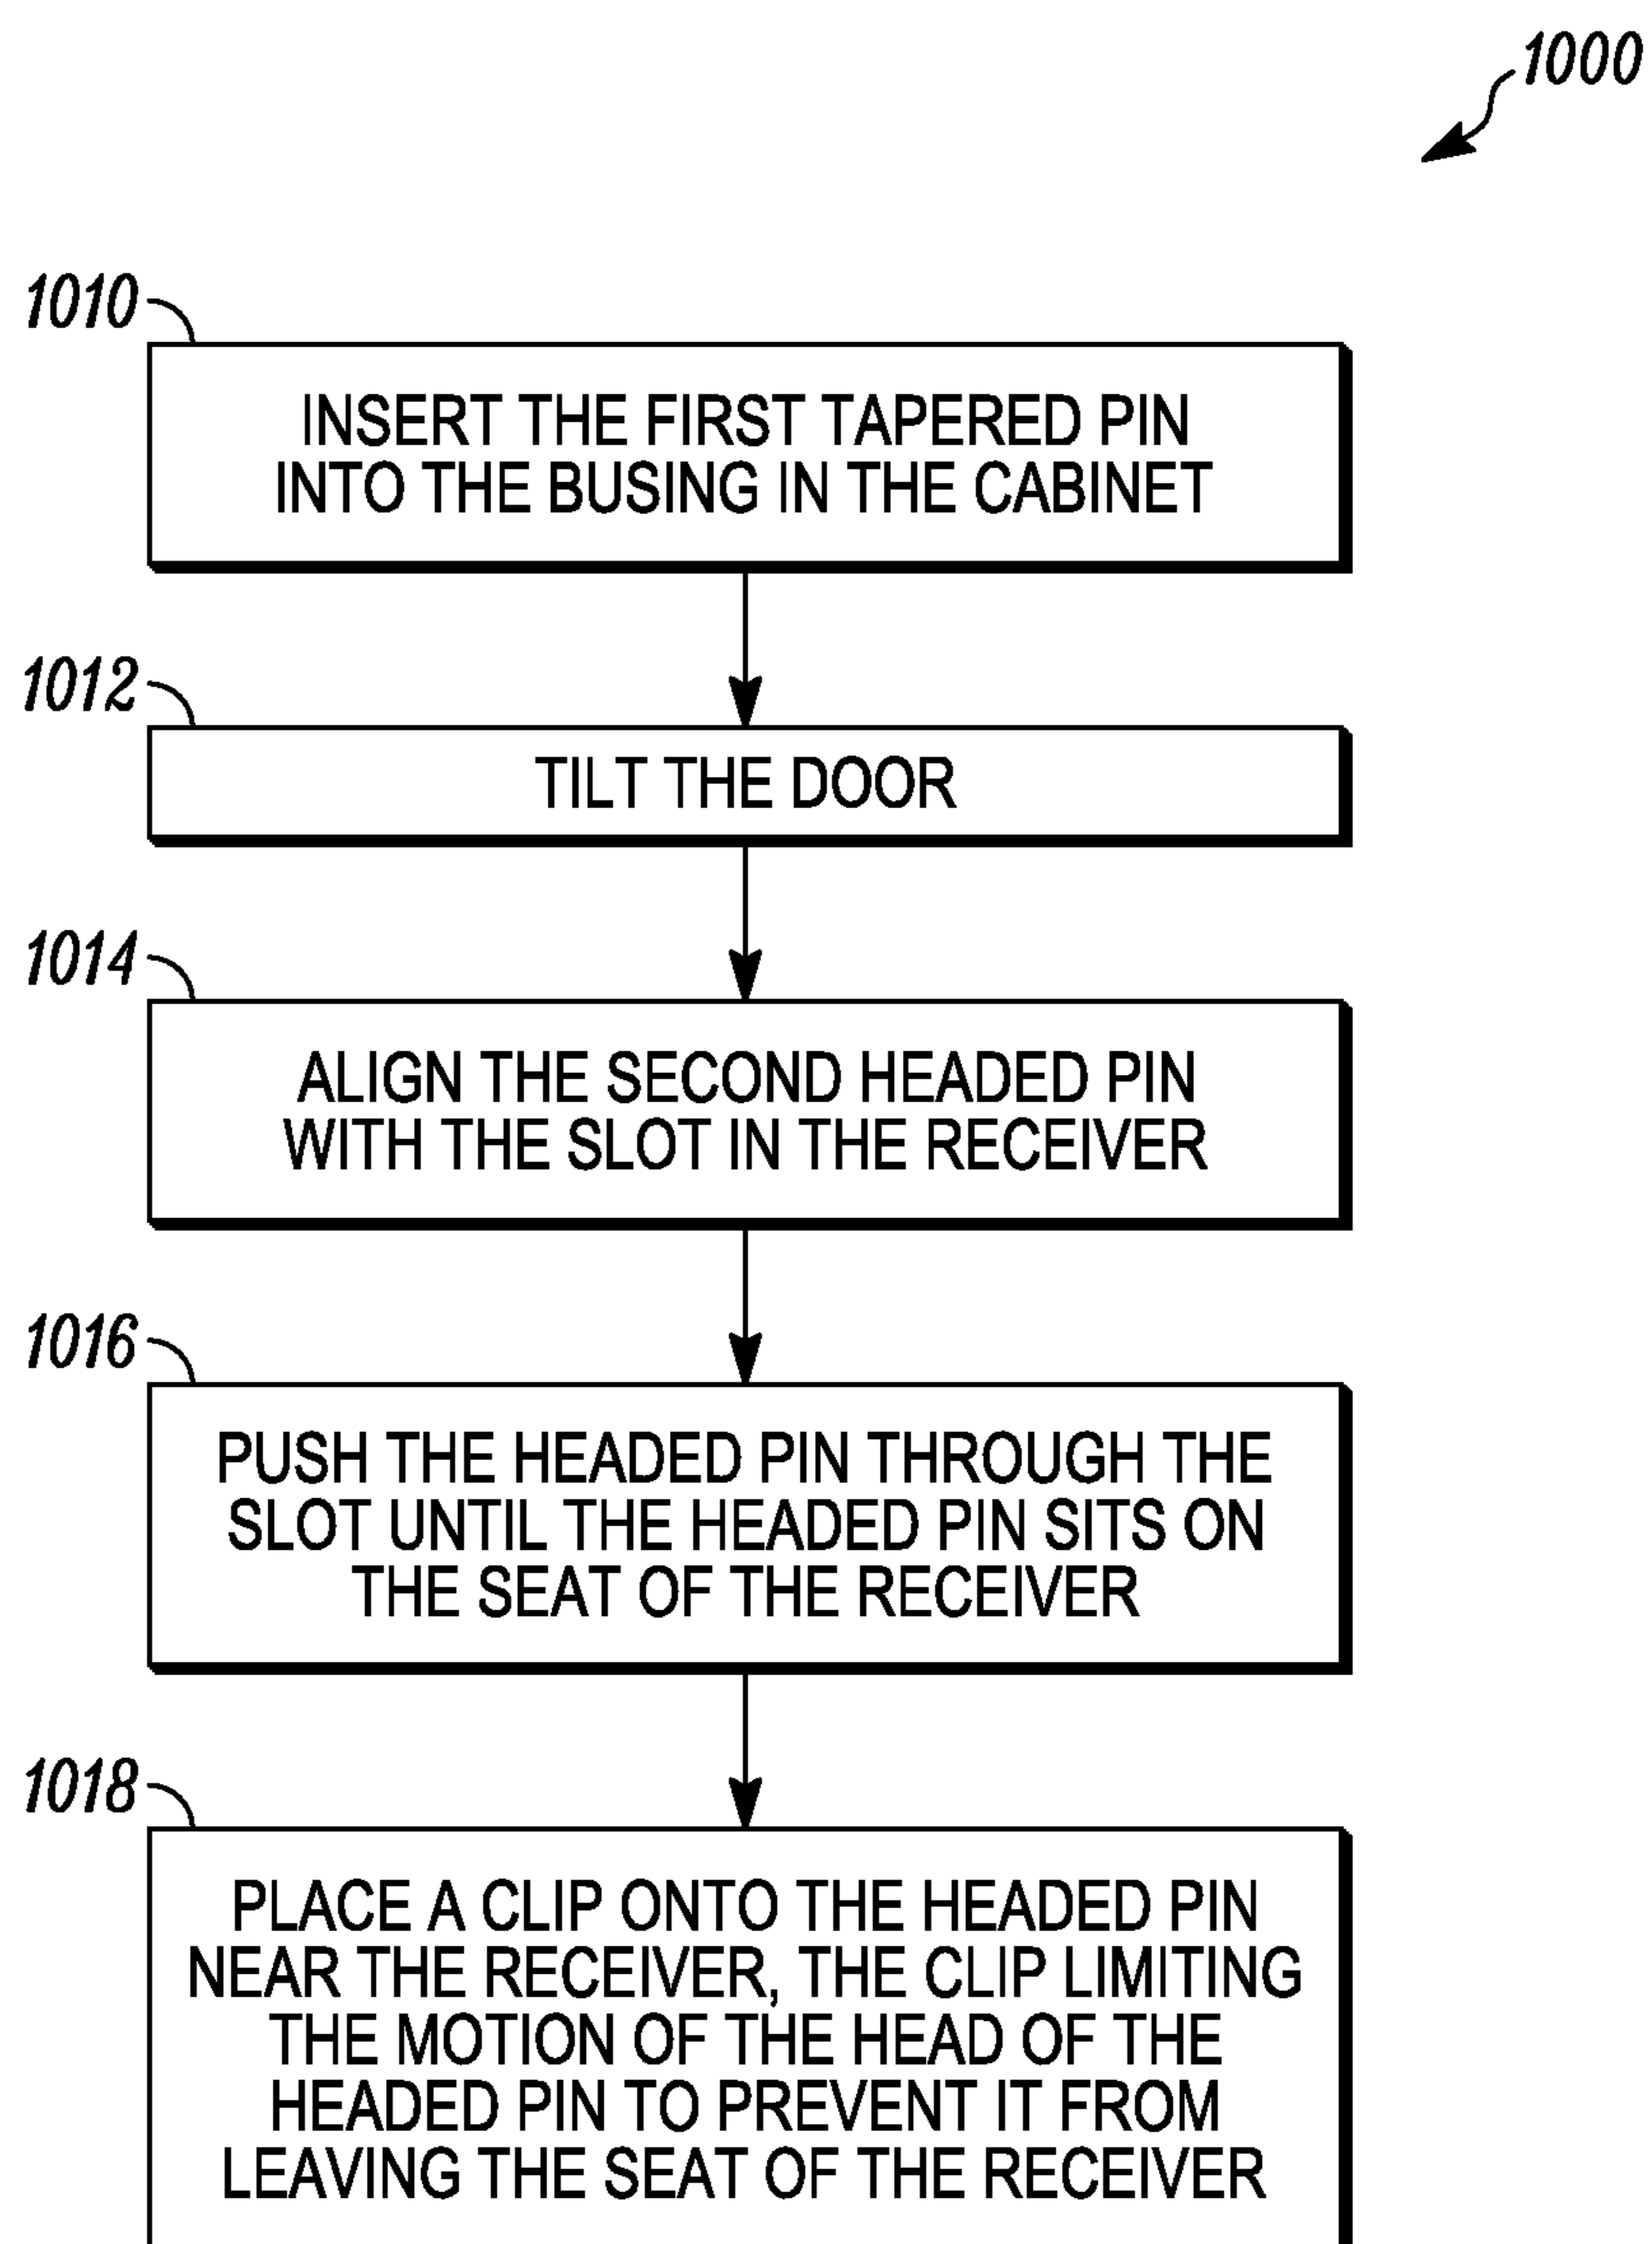 1000
1010
INSERT THE FIRST TAPERED PIN
INTO THE BUSING IN THE CABINET
1012
TILT THE DOOR
1014
ALIGN THE SECOND HEADED PIN
WITH THE SLOT IN THE RECEIVER
1016
PUSH THE HEADED PIN THROUGH THE
SLOT UNTIL THE HEADED PIN SITS ON
THE SEAT OF THE RECEIVER
1018
PLACE A CLIP ONTO THE HEADED PIN
NEAR THE RECEIVER, THE CLIP LIMITING
THE MOTION OF THE HEAD OF THE
HEADED PIN TO PREVENT IT FROM
LEAVING THE SEAT OF THE RECEIVER